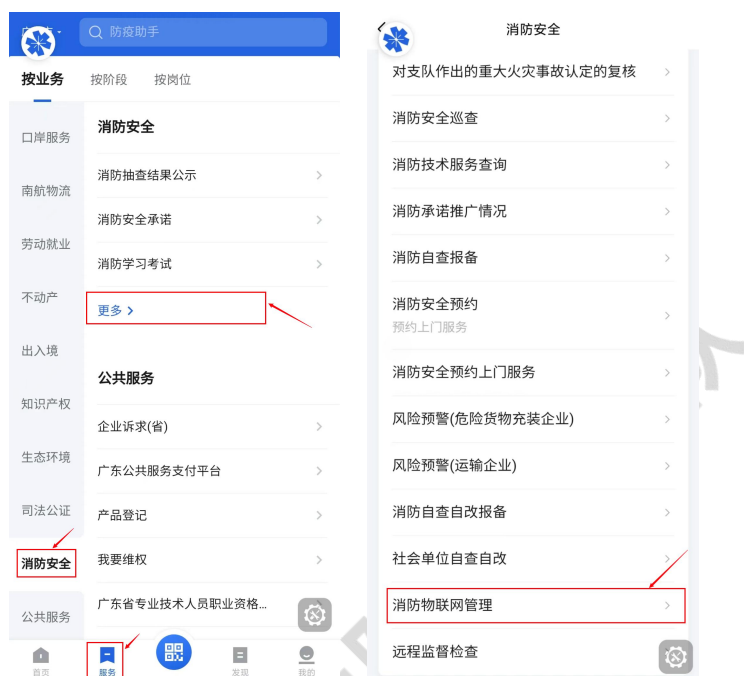 防疫助手
按业务
按阶段
按岗位
口岸服务
南航物流
劳动就业
不动产
出入境
知识产权
生态环境
司法公证
消防安全
公共服务
消防安全
消防抽查结果公示
消防安全承诺
消防学习考试
更多
公共服务
企业诉求(省)
广东公共服务支付平台
产品登记
我要维权
广东省专业技术人员职业资格...
首页
服务
发现
我的
消防安全
对支队作出的重大火灾事故认定的复核
消防安全巡查
消防技术服务查询
消防承诺推广情况
消防自查报备
消防安全预约
预约上门服务
消防安全预约上门服务
风险预警(危险货物充装企业)
风险预警(运输企业)
消防自查自改报备
社会单位自查自改
消防物联网管理
远程监督检查